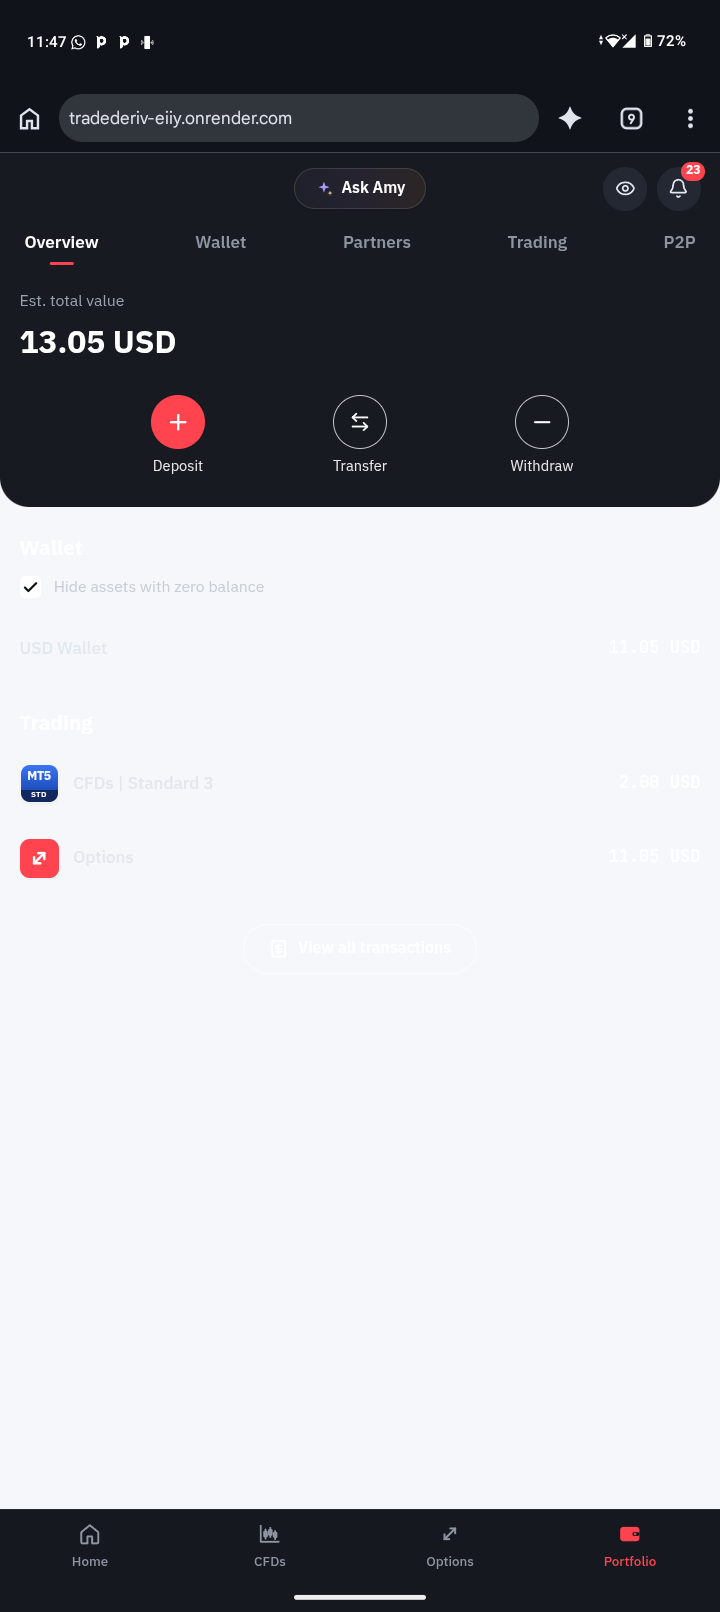 11:47
72%
tradederiv-eiiy.onrender.com
9
Ask Amy
23
Overview Wallet Partners Trading P2P
Est. total value
13.05 USD
Deposit Transfer Withdraw
Wallet
Hide assets with zero balance
USD Wallet 11.05 USD
Trading
MT5
STD
CFDs | Standard 3 2.00 USD
Options 11.05 USD
View all transactions
Home CFDs Options Portfolio